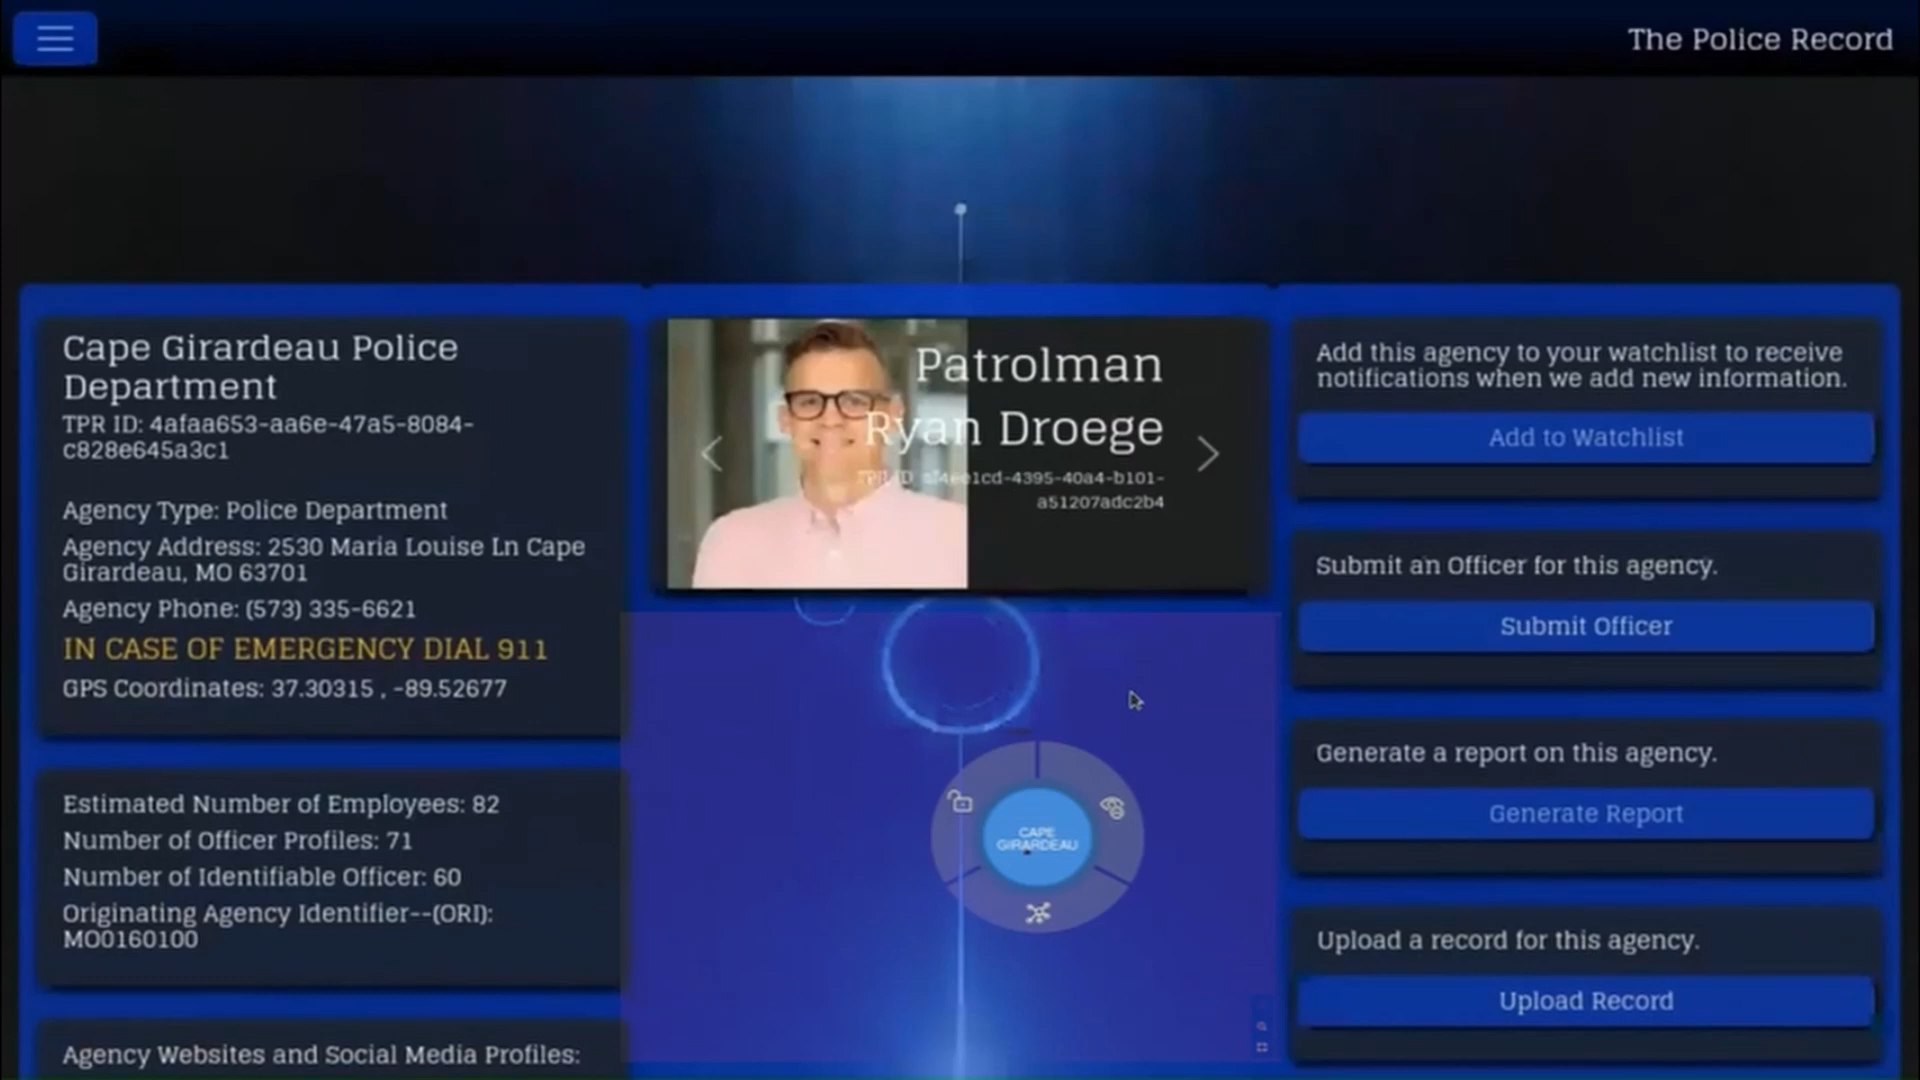 The Police Record
Cape Girardeau Police
Department
TPR ID: 4afaa653-aa6e-47a5-8084-
c828e645a3c1
Agency Type: Police Department
Agency Address: 2530 Maria Louise Ln Cape
Girardeau, MO 63701
Agency Phone: (573) 335-6621
IN CASE OF EMERGENCY DIAL 911
GPS Coordinates: 37.30315 , -89.52677
Estimated Number of Employees: 82
Number of Officer Profiles: 71
Number of Identifiable Officer: 60
Originating Agency Identifier--(ORI):
MO0160100
Agency Websites and Social Media Profiles:
Patrolman
Ryan Droege
TPR ID
a51207adc2b4
CAPE
GIRARDEAU
Add this agency to your watchlist to receive
notifications when we add new information.
Add to Watchlist
Submit an Officer for this agency.
Submit Officer
Generate a report on this agency.
Generate Report
Upload a record for this agency.
Upload Record